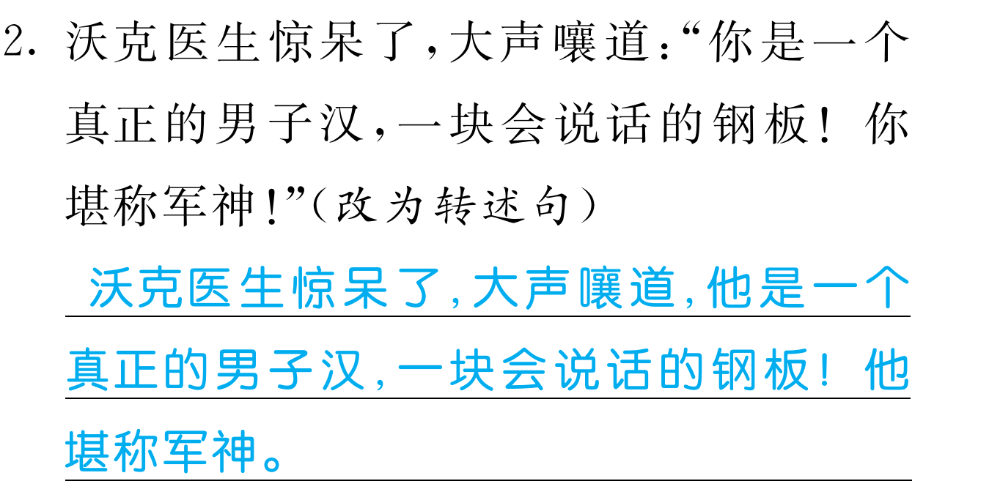 2. 沃克医生惊呆了,大声嚷道:“你是一个
真正的男子汉,一块会说话的钢板! 你
堪称军神!”(改为转述句)
沃克医生惊呆了,大声嚷道,他是一个
真正的男子汉,一块会说话的钢板! 他
堪称军神。